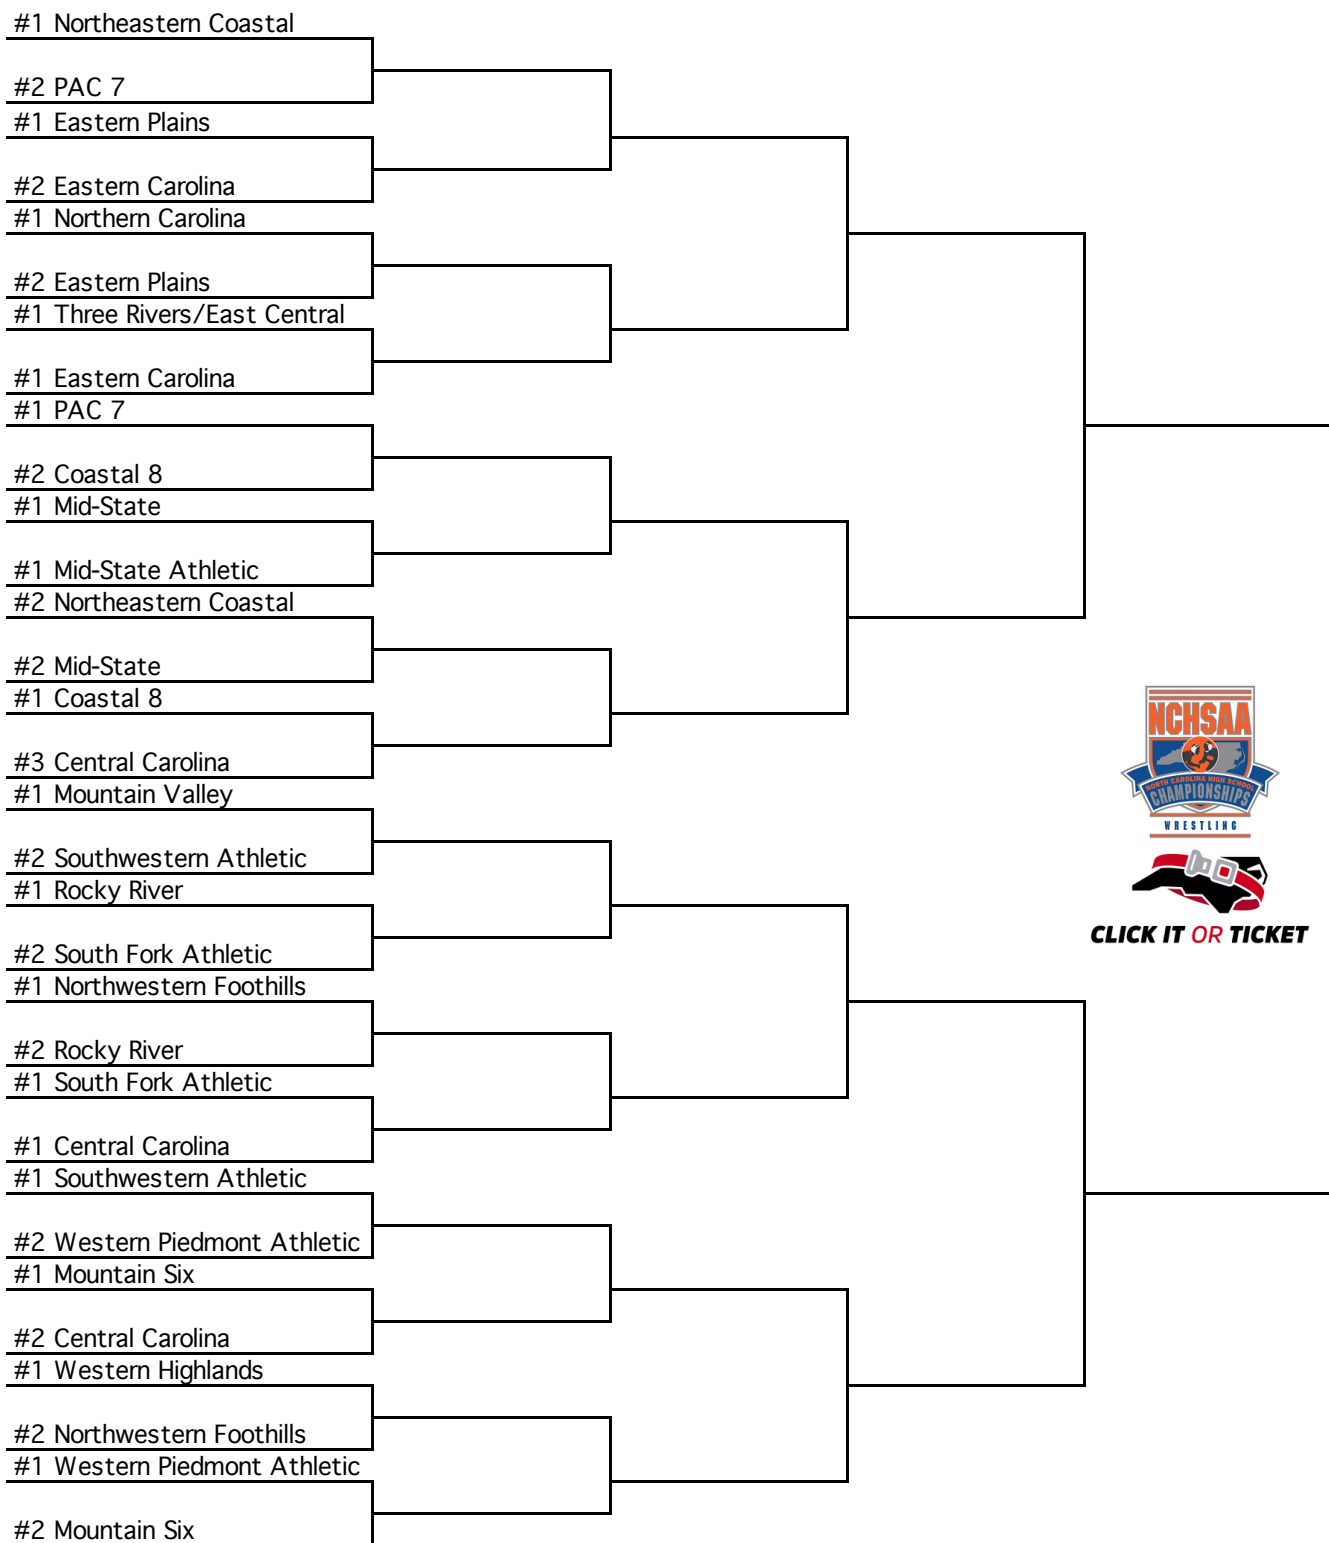 #1 Northeastern Coastal
#2 PAC 7
#1 Eastern Plains
#2 Eastern Carolina
#1 Northern Carolina
#2 Eastern Plains
#1 Three Rivers/East Central
#1 Eastern Carolina
#1 PAC 7
#2 Coastal 8
#1 Mid-State
#1 Mid-State Athletic
#2 Northeastern Coastal
#2 Mid-State
#1 Coastal 8
#3 Central Carolina
#1 Mountain Valley
#2 Southwestern Athletic
#1 Rocky River
#2 South Fork Athletic
#1 Northwestern Foothills
#2 Rocky River
#1 South Fork Athletic
#1 Central Carolina
#1 Southwestern Athletic
#2 Western Piedmont Athletic
#1 Mountain Six
#2 Central Carolina
#1 Western Highlands
#2 Northwestern Foothills
#1 Western Piedmont Athletic
#2 Mountain Six
NCHSAA
NORTH CAROLINA HIGH SCHOOL
CHAMPIONSHIPS
WRESTLING
CLICK IT OR TICKET